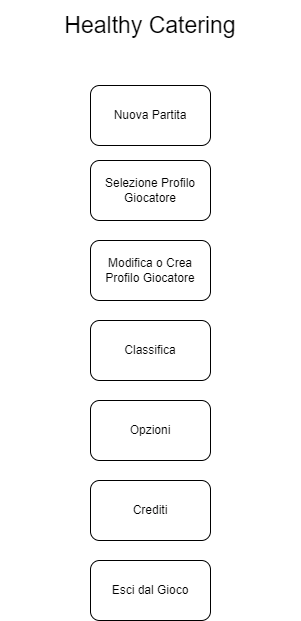 Healthy Catering
Nuova Partita
Selezione Profilo
Giocatore
Modifica o Crea
Profilo Giocatore
Classifica
Opzioni
Crediti
Esci dal Gioco